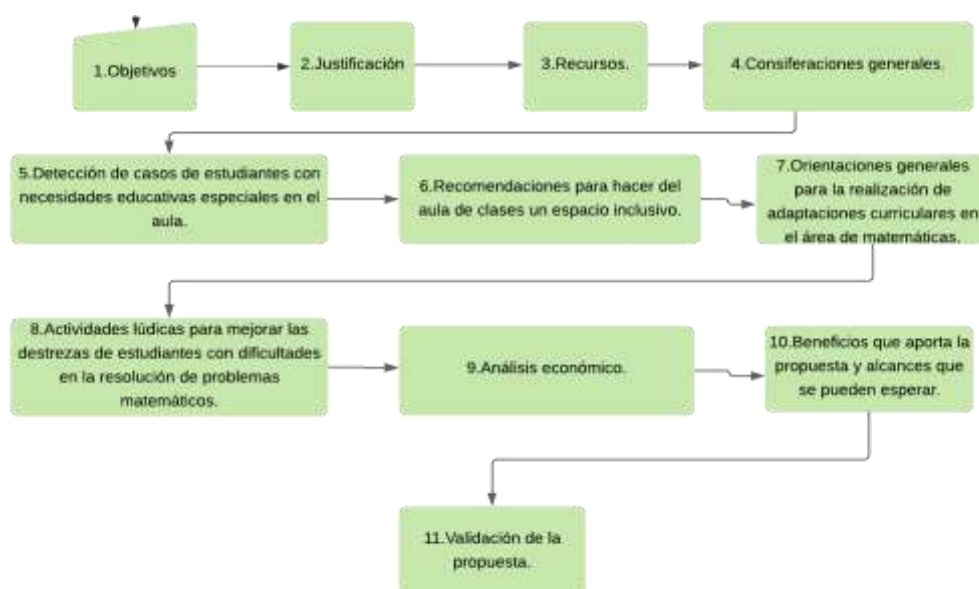 1.Objetivos
2.Justificación
3.Recursos.
4.Consiferaciones generales.
5.Detección de casos de estudiantes con
necesidades educativas especiales en el
aula.
6.Recomendaciones para hacer del
aula de clases un espacio inclusivo.
7.Orientaciones generales
para la realización de
adaptaciones curriculares en
el área de matemáticas.
8.Actividades lúdicas para mejorar las
destrezas de estudiantes con dificultades
en la resolución de problemas
matemáticos.
9.Análisis económico.
10.Beneficios que aporta la
propuesta y alcances que
se pueden esperar.
11.Validación de la
propuesta.